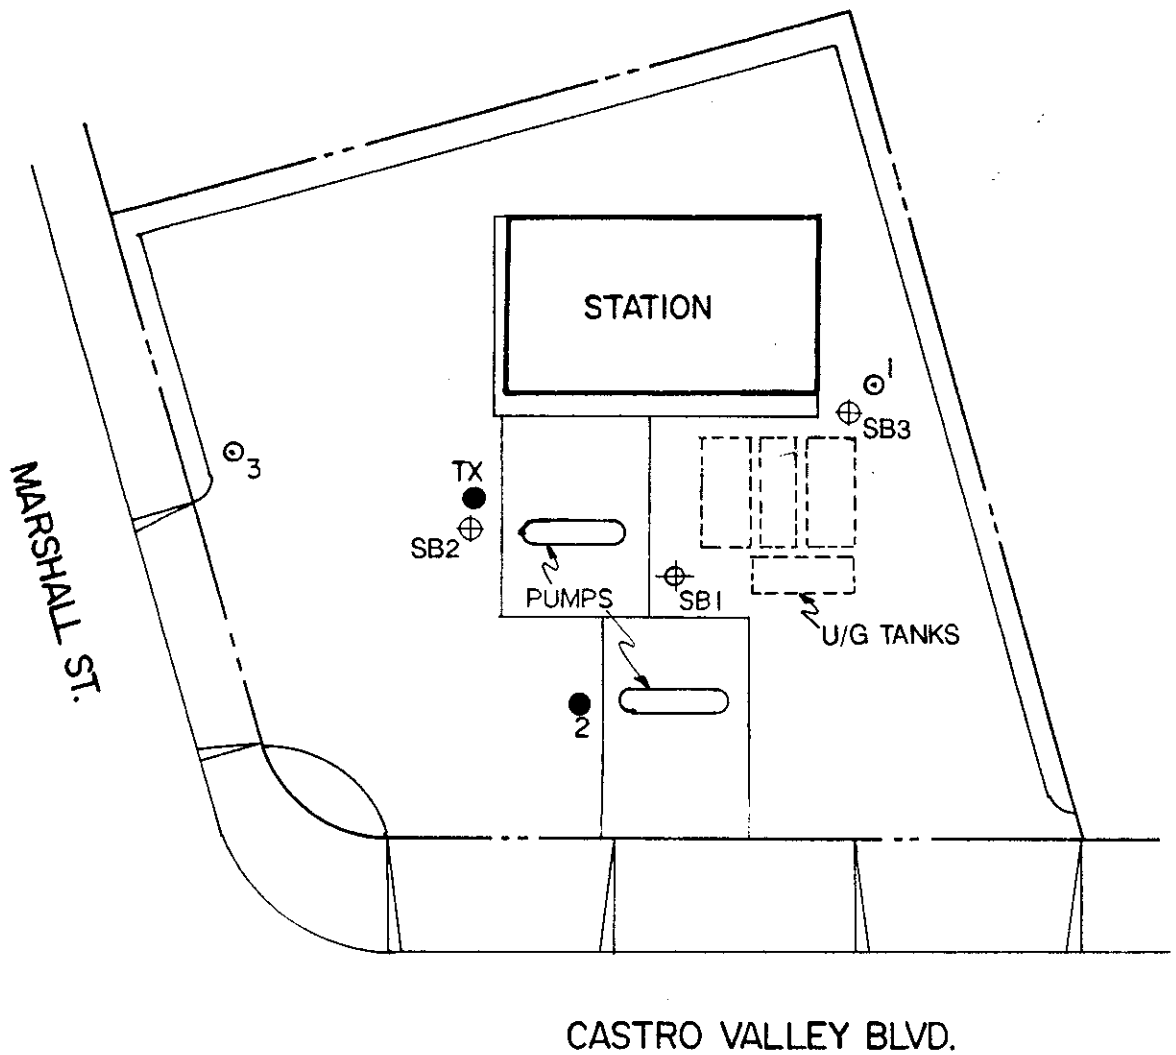 STATION
1
SB3
3
TX
SB2
MARSHALL ST.
PUMPS
SB1
U/G TANKS
2
CASTRO VALLEY BLVD.